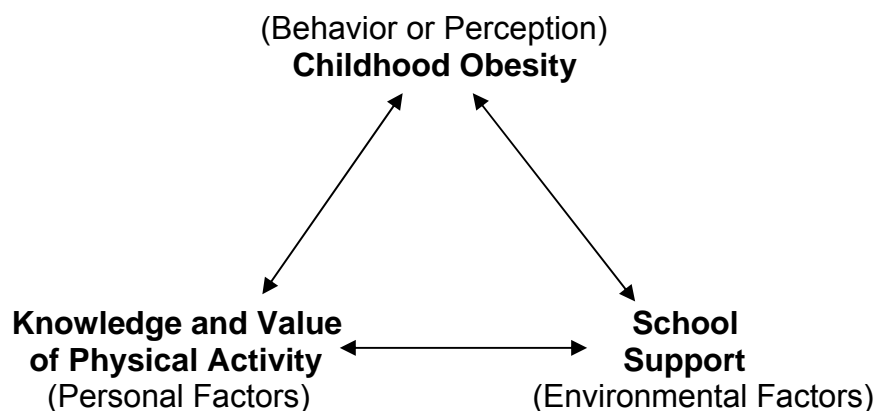 (Behavior or Perception)
Childhood Obesity
Knowledge and Value
of Physical Activity
(Personal Factors)
School
Support
(Environmental Factors)